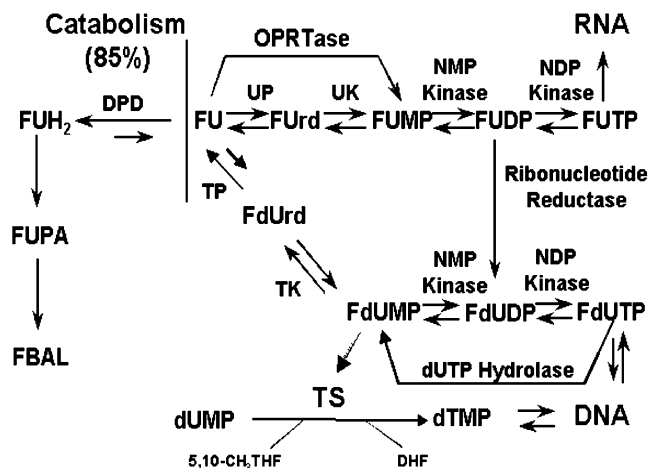 Catabolism
(85%)
OPRTase
RNA
NMP
Kinase
NDP
Kinase
DPD
UP
UK
FUH2
FU
FUrd
FUMP
FUDP
FUTP
TP
Ribonucleotide
Reductase
FUPA
FdUrd
NMP
Kinase
NDP
Kinase
TK
FdUMP
FdUDP
FdUTP
FBAL
dUTP Hydrolase
TS
dUMP
dTMP
DNA
5,10-CH2THF
DHF